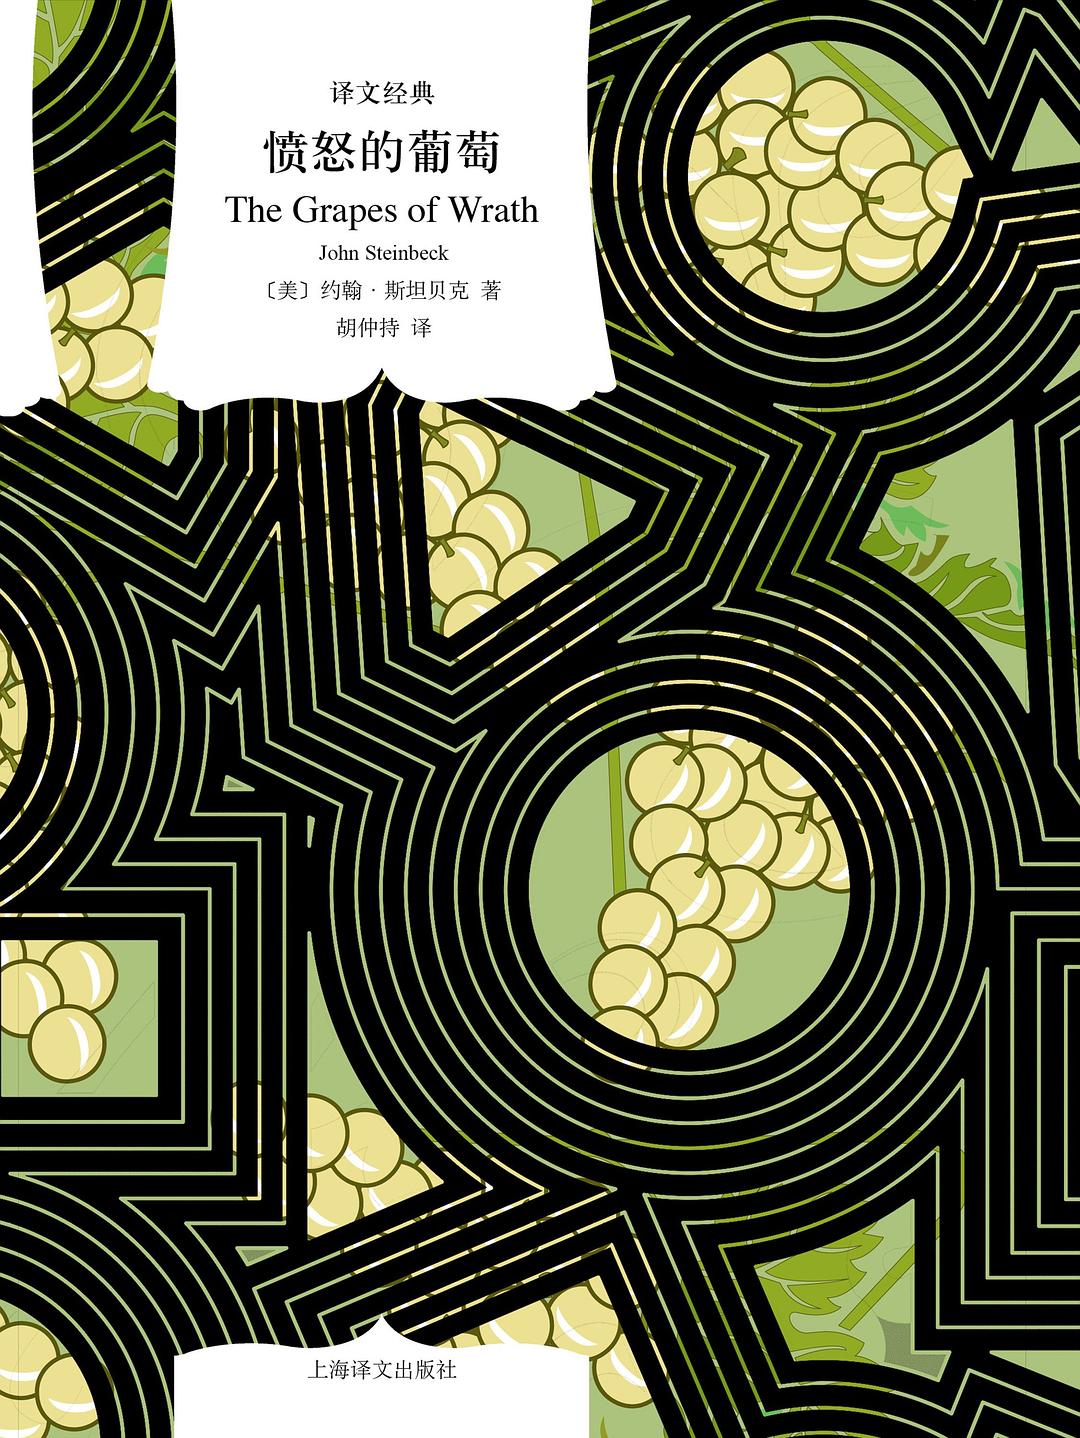 译文经典
愤怒的葡萄
The Grapes of Wrath
John Steinbeck
〔美〕约翰·斯坦贝克 著
胡仲持 译
上海译文出版社